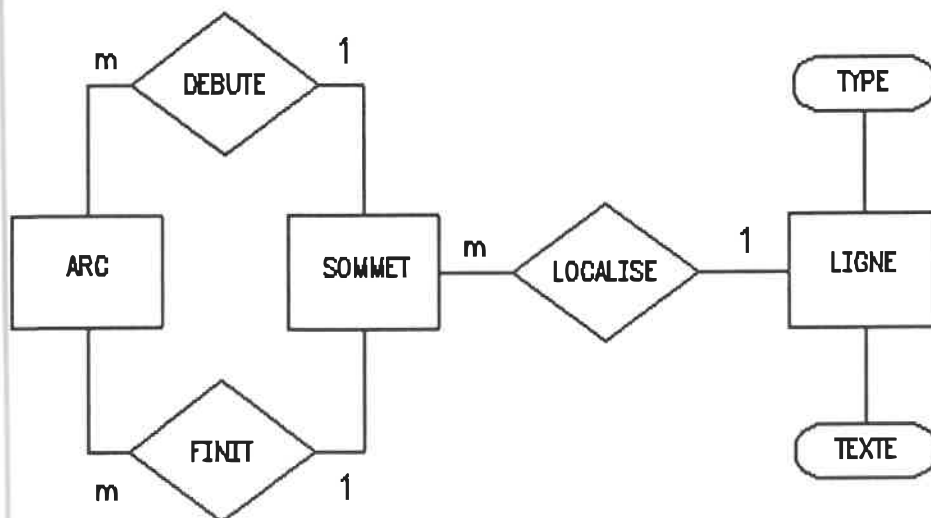 m
DEBUTE
1
TYPE
ARC
SOMMET
m
LOCALISE
1
LIGNE
m
FINIT
1
TEXTE